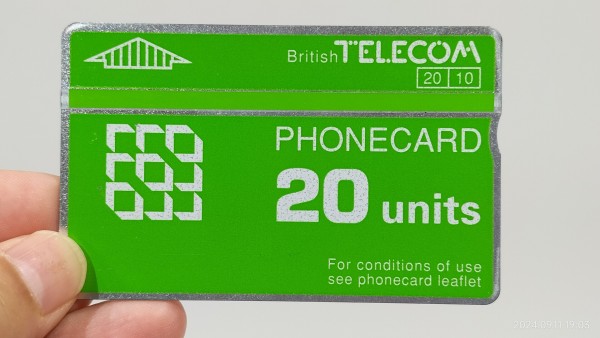 British TELECOM
20 10
PHONECARD
20 units
For conditions of use
see phonecard leaflet